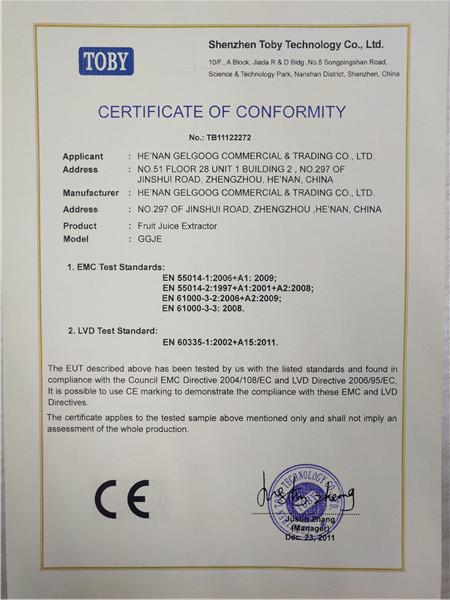 TOBY
Shenzhen Toby Technology Co., Ltd.
10/F., A Block, Jiada R & D Bldg.,No.5 Songpingshan Road,
Science & Technology Park, Nanshan District, Shenzhen, China
CERTIFICATE OF CONFORMITY
No.: TB11122272
Applicant : HE'NAN GELGOOG COMMERCIAL & TRADING CO., LTD.
Address : NO.51 FLOOR 28 UNIT 1 BUILDING 2 , NO.297 OF
JINSHUI ROAD, ZHENGZHOU, HE'NAN, CHINA
Manufacturer : HE'NAN GELGOOG COMMERCIAL & TRADING CO., LTD.
Address : NO.297 OF JINSHUI ROAD, ZHENGZHOU ,HE'NAN, CHINA
Product : Fruit Juice Extractor
Model : GGJE
1. EMC Test Standards:
EN 55014-1:2006+A1: 2009;
EN 55014-2:1997+A1:2001+A2:2008;
EN 61000-3-2:2006+A2:2009;
EN 61000-3-3: 2008.
2. LVD Test Standard:
EN 60335-1:2002+A15:2011.
The EUT described above has been tested by us with the listed standards and found in
compliance with the Council EMC Directive 2004/108/EC and LVD Directive 2006/95/EC,
It is possible to use CE marking to demonstrate the compliance with these EMC and LVD
Directives.
The certificate applies to the tested sample above mentioned only and shall not imply an
assessment of the whole production.
CE
Justin Zhang
(Manager)
Dec. 23, 2011